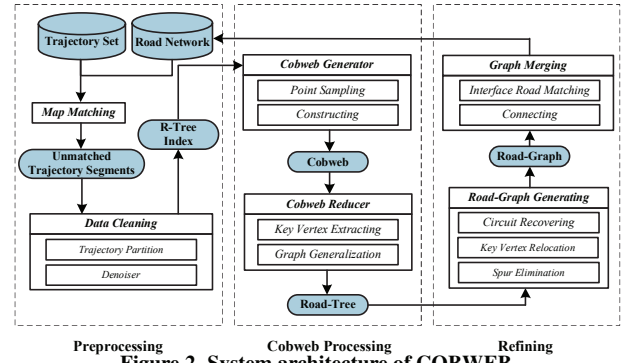 Trajectory Set
Road Network
Map Matching
R-Tree
Index
Unmatched
Trajectory Segments
Data Cleaning
Trajectory Partition
Denoiser
Preprocessing
Cobweb Generator
Point Sampling
Constructing
Cobweb
Cobweb Reducer
Key Vertex Extracting
Graph Generalization
Road-Tree
Cobweb Processing
Graph Merging
Interface Road Matching
Connecting
Road-Graph
Road-Graph Generating
Circuit Recovering
Key Vertex Relocation
Spur Elimination
Refining
Figure 2. System architecture of COBWEB